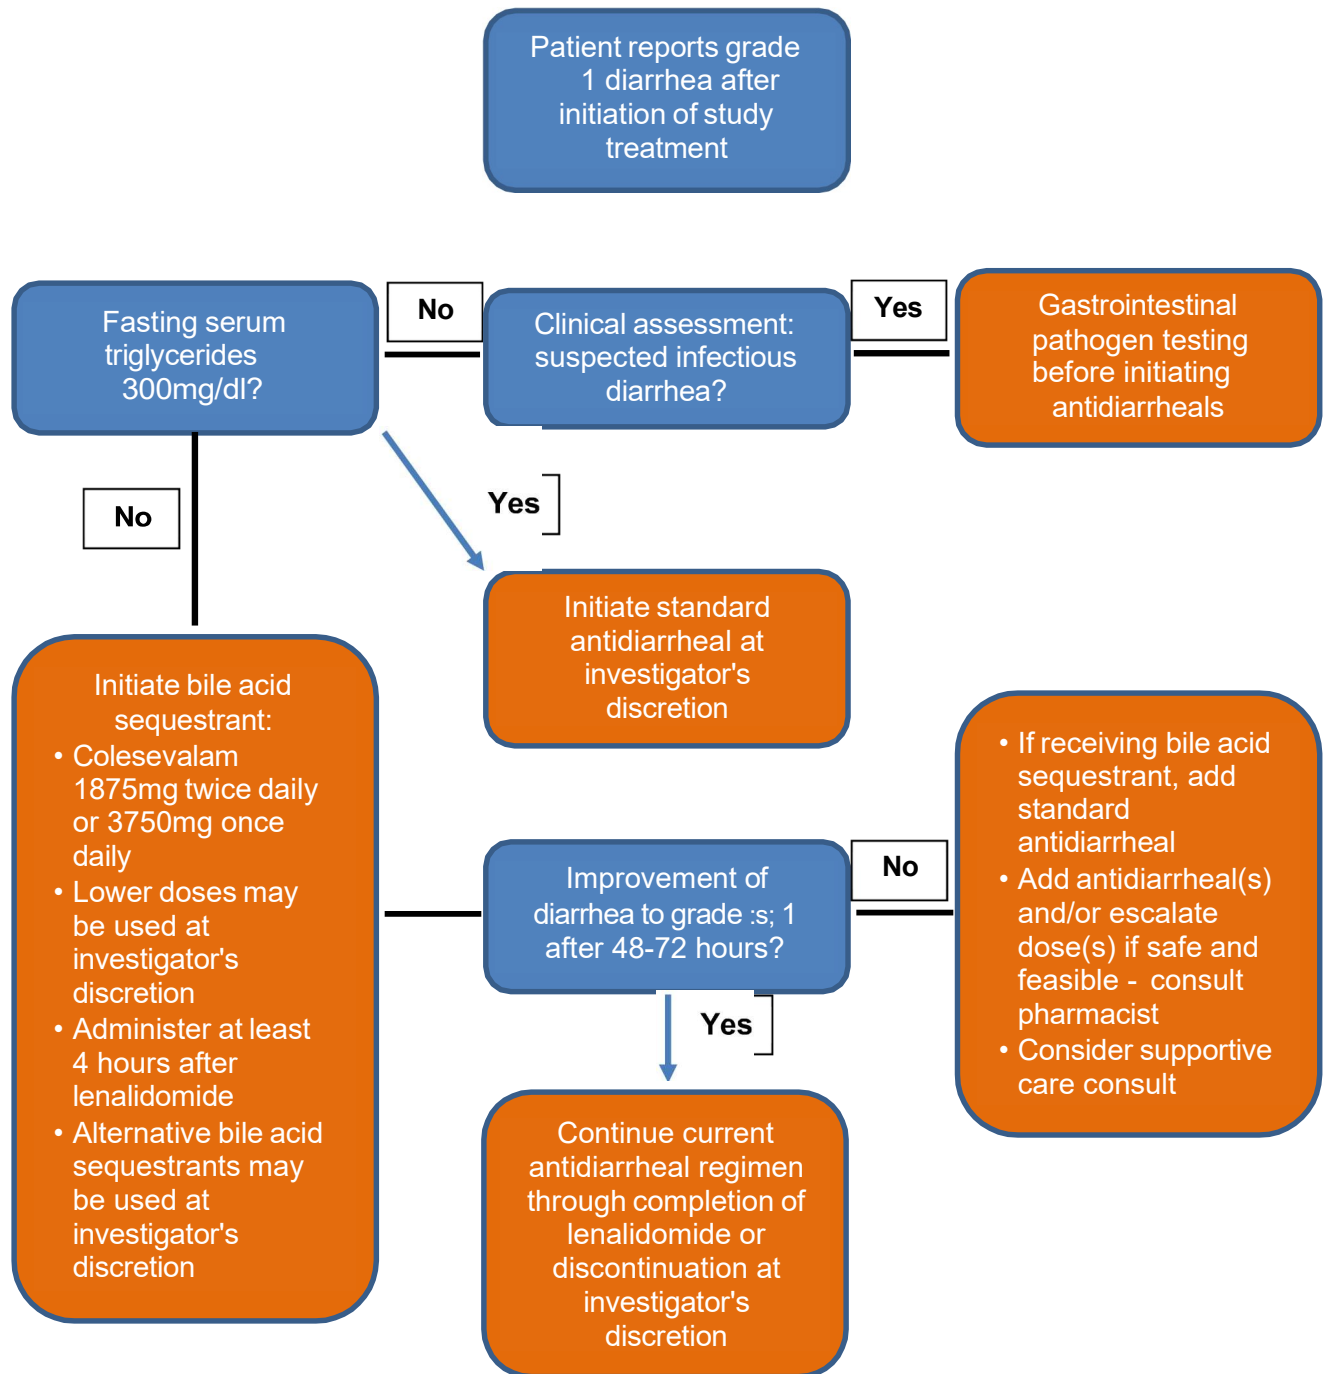 Patient reports grade
1 diarrhea after
initiation of study
treatment
Fasting serum
triglycerides
300mg/dl?
No
Clinical assessment:
suspected infectious
diarrhea?
Yes
Gastrointestinal
pathogen testing
before initiating
antidiarrheals
No
Yes
Initiate standard
antidiarrheal at
investigator's
discretion
Initiate bile acid
sequestrant:
• Colesevalam
1875mg twice daily
or 3750mg once
daily
• Lower doses may
be used at
investigator's
discretion
• Administer at least
4 hours after
lenalidomide
• Alternative bile acid
sequestrants may
be used at
investigator's
discretion
Improvement of
diarrhea to grade :s; 1
after 48-72 hours?
No
• If receiving bile acid
sequestrant, add
standard
antidiarrheal
• Add antidiarrheal(s)
and/or escalate
dose(s) if safe and
feasible - consult
pharmacist
• Consider supportive
care consult
Yes
Continue current
antidiarrheal regimen
through completion of
lenalidomide or
discontinuation at
investigator's
discretion